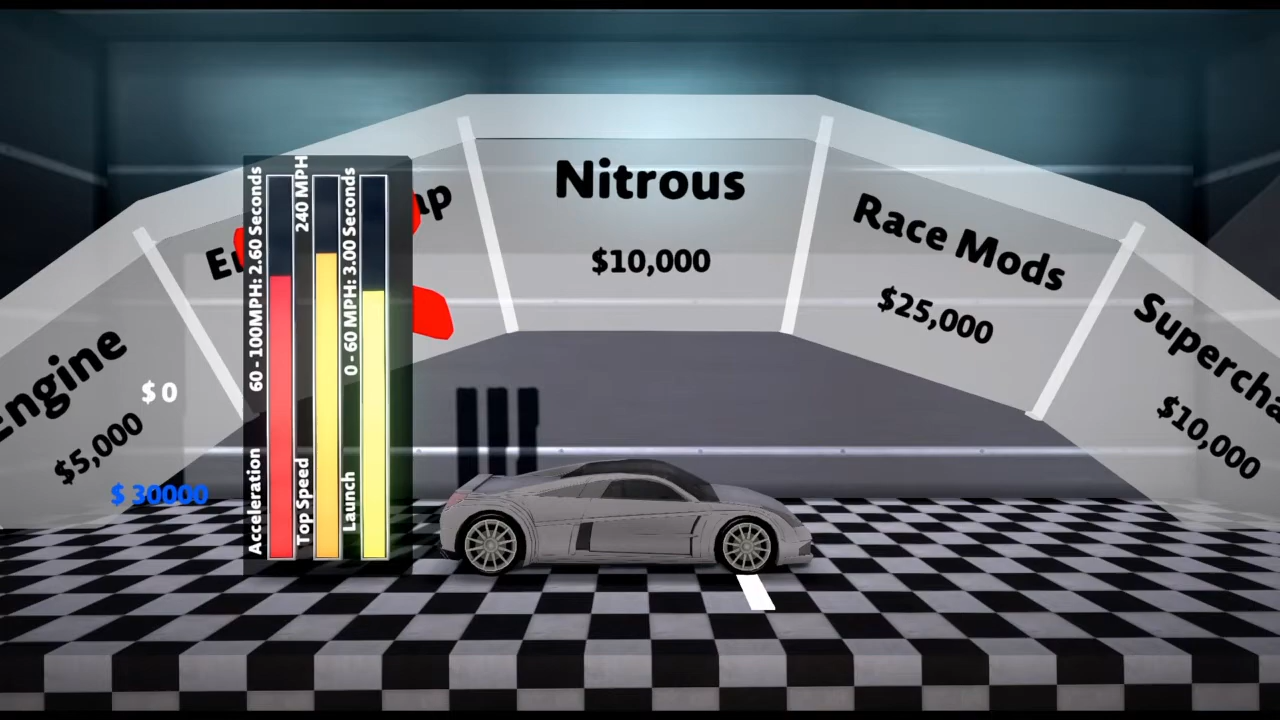 Engine
$5,000
$ 0
$ 30000
Acceleration 60 - 100MPH: 2.60 Seconds
Top Speed 240 MPH
Launch 0 - 60 MPH: 3.00 Seconds
Nitrous
$10,000
Race Mods
$25,000
$10,000